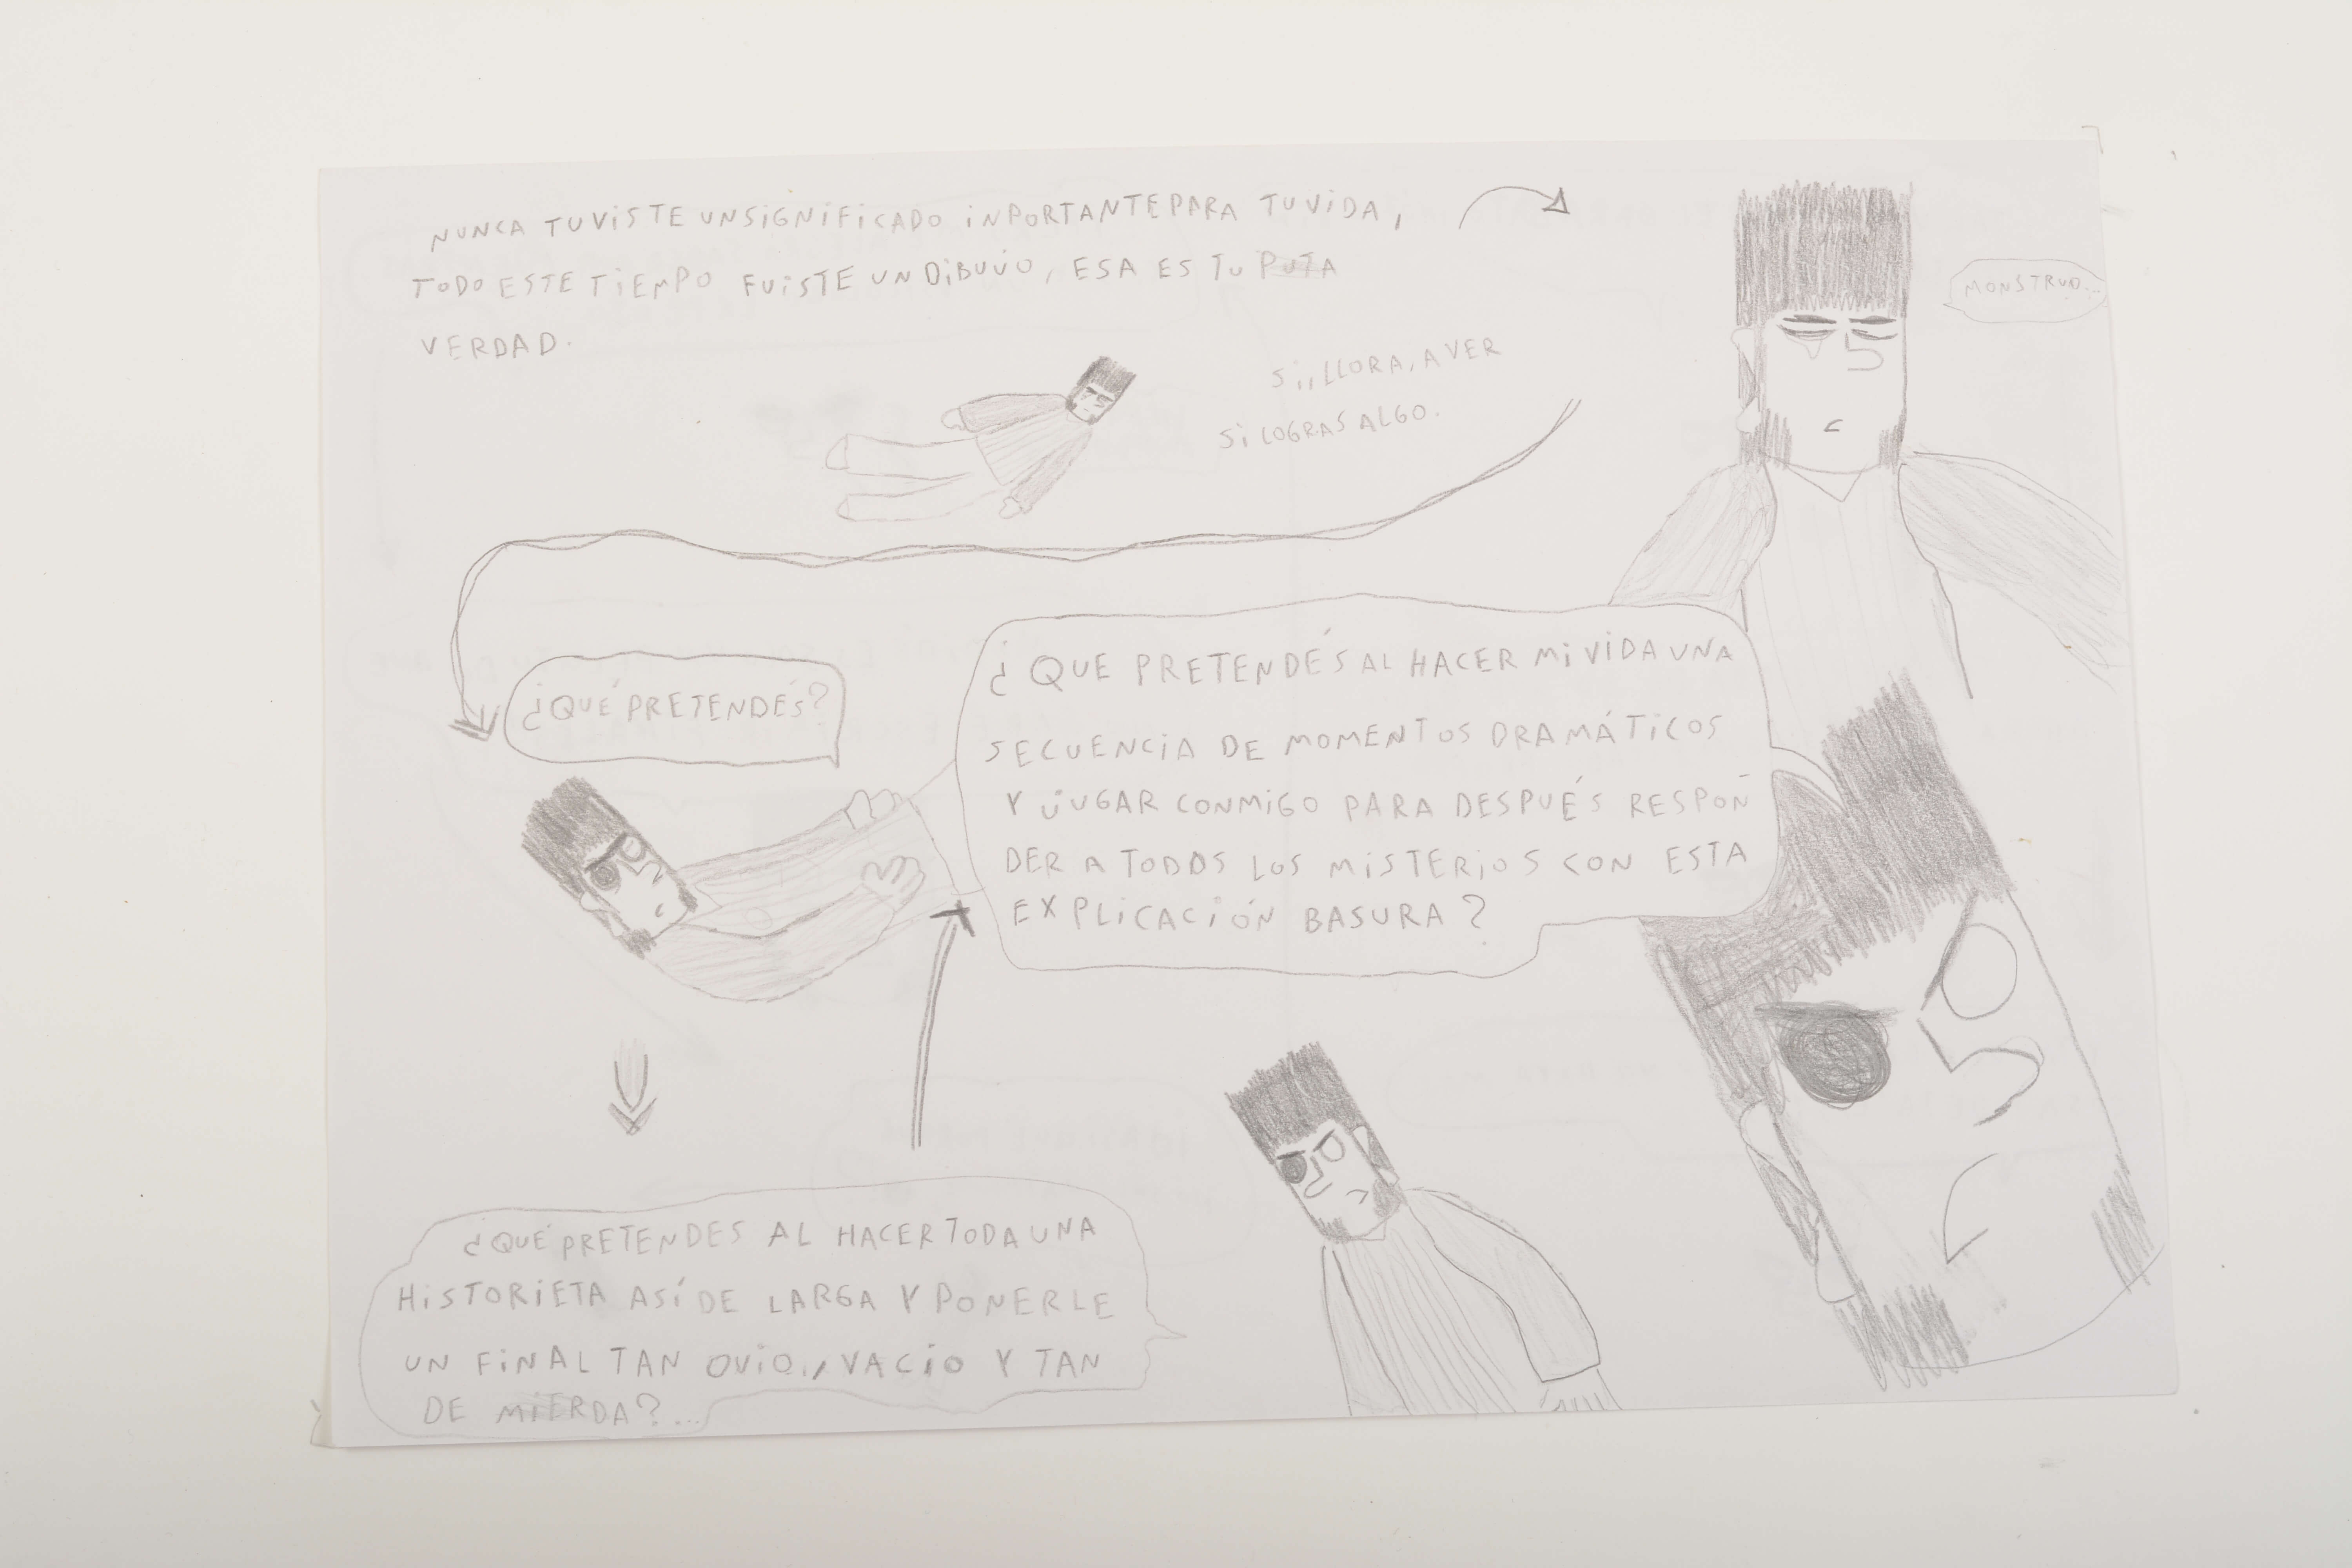 NUNCA TUVISTE UN SIGNIFICADO INPORTANTE PARA TU VIDA,
TODO ESTE TIEMPO FUISTE UN DIBUJO, ESA ES TU PUTA
VERDAD.
MONSTRUO...
SI, LLORA, A VER
SI LOGRAS ALGO.
¿QUÉ PRETENDÉS?
¿QUE PRETENDÉS AL HACER MI VIDA UNA
SECUENCIA DE MOMENTOS DRAMÁTICOS
Y JUGAR CONMIGO PARA DESPUÉS RESPON
DER A TODOS LOS MISTERIOS CON ESTA
EXPLICACIÓN BASURA?
¿QUÉ PRETENDES AL HACER TODA UNA
HISTORIETA ASÍ DE LARGA Y PONERLE
UN FINAL TAN OVIO, VACIO Y TAN
DE MIERDA?...